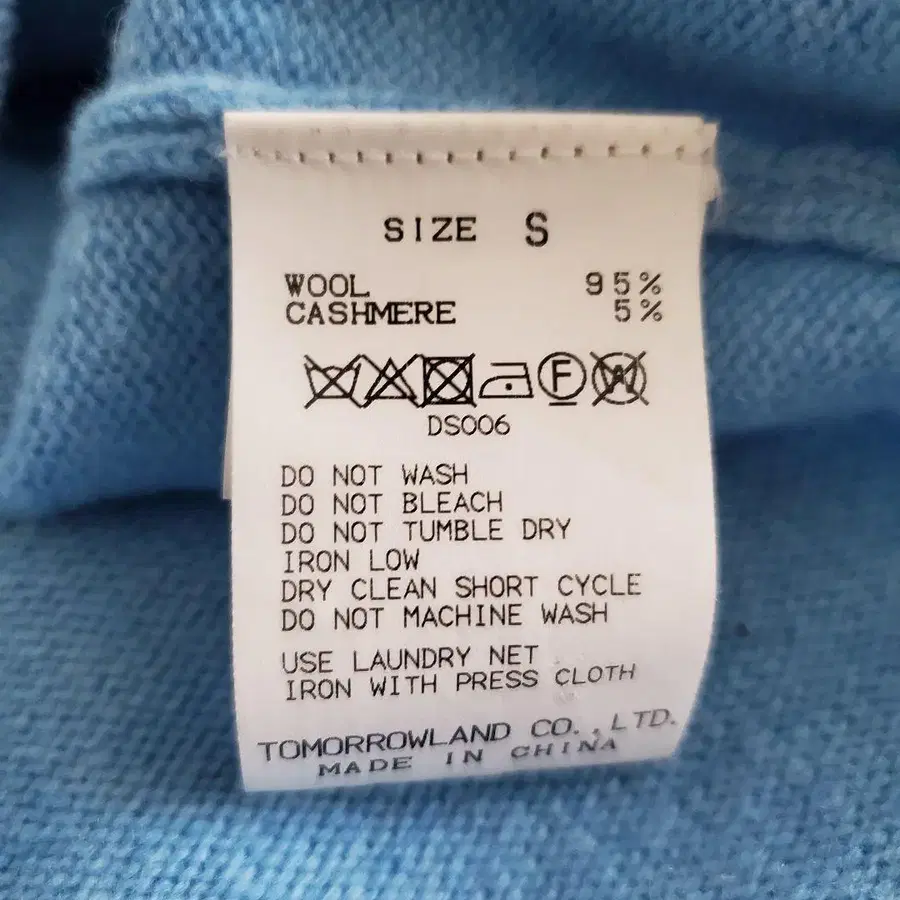 SIZE S
WOOL 95%
CASHMERE 5%
F W
DS006
DO NOT WASH
DO NOT BLEACH
DO NOT TUMBLE DRY
IRON LOW
DRY CLEAN SHORT CYCLE
DO NOT MACHINE WASH
USE LAUNDRY NET
IRON WITH PRESS CLOTH
TOMORROWLAND CO.,LTD.
MADE IN CHINA